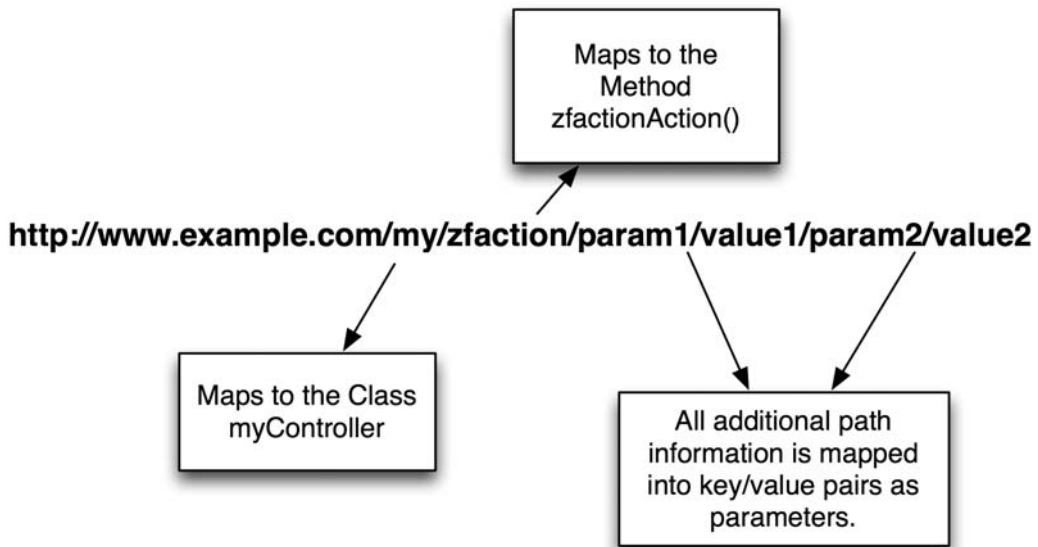 Maps to the
Method
zfactionAction()
http://www.example.com/my/zfaction/param1/value1/param2/value2
Maps to the Class
myController
All additional path
information is mapped
into key/value pairs as
parameters.